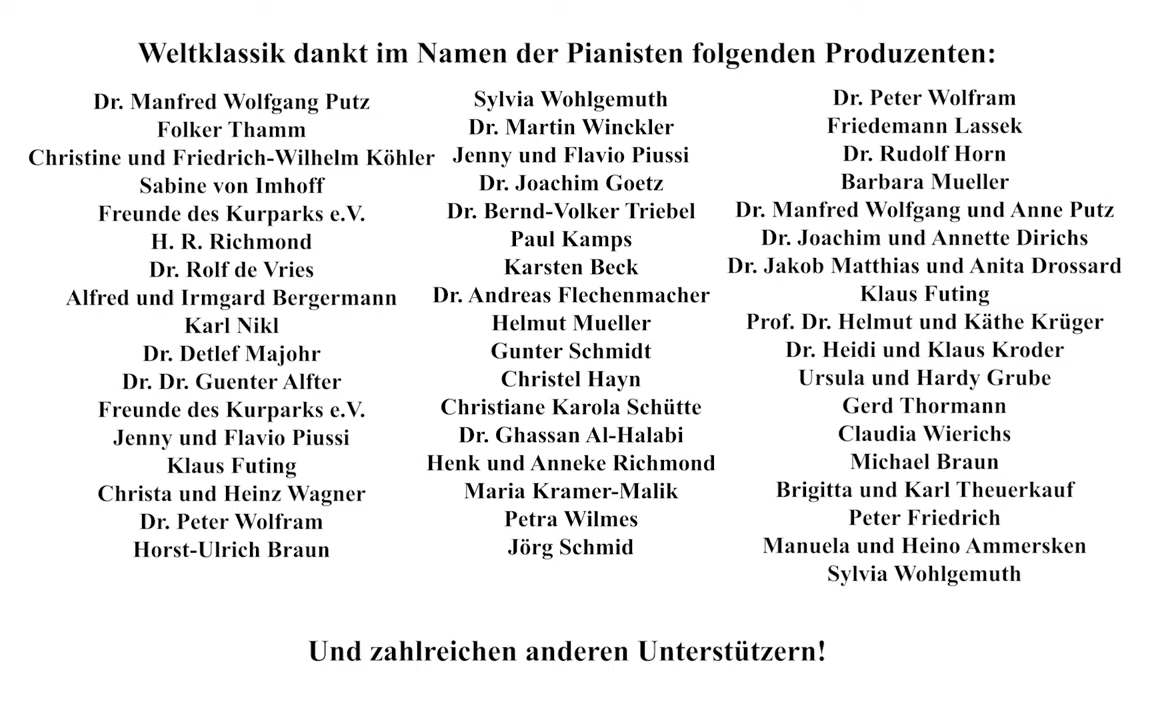 Weltklassik dankt im Namen der Pianisten folgenden Produzenten:
Dr. Manfred Wolfgang Putz
Folker Thamm
Christine und Friedrich-Wilhelm Köhler
Sabine von Imhoff
Freunde des Kurparks e.V.
H. R. Richmond
Dr. Rolf de Vries
Alfred und Irmgard Bergermann
Karl Nikl
Dr. Detlef Majohr
Dr. Dr. Guenter Alfter
Freunde des Kurparks e.V.
Jenny und Flavio Piussi
Klaus Futing
Christa und Heinz Wagner
Dr. Peter Wolfram
Horst-Ulrich Braun
Sylvia Wohlgemuth
Dr. Martin Winckler
Jenny und Flavio Piussi
Dr. Joachim Goetz
Dr. Bernd-Volker Triebel
Paul Kamps
Karsten Beck
Dr. Andreas Flechenmacher
Helmut Mueller
Gunter Schmidt
Christel Hayn
Christiane Karola Schütte
Dr. Ghassan Al-Halabi
Henk und Anneke Richmond
Maria Kramer-Malik
Petra Wilmes
Jörg Schmid
Dr. Peter Wolfram
Friedemann Lassek
Dr. Rudolf Horn
Barbara Mueller
Dr. Manfred Wolfgang und Anne Putz
Dr. Joachim und Annette Dirichs
Dr. Jakob Matthias und Anita Drossard
Klaus Futing
Prof. Dr. Helmut und Käthe Krüger
Dr. Heidi und Klaus Kroder
Ursula und Hardy Grube
Gerd Thormann
Claudia Wierichs
Michael Braun
Brigitta und Karl Theuerkauf
Peter Friedrich
Manuela und Heino Ammersken
Sylvia Wohlgemuth
Und zahlreichen anderen Unterstützern!